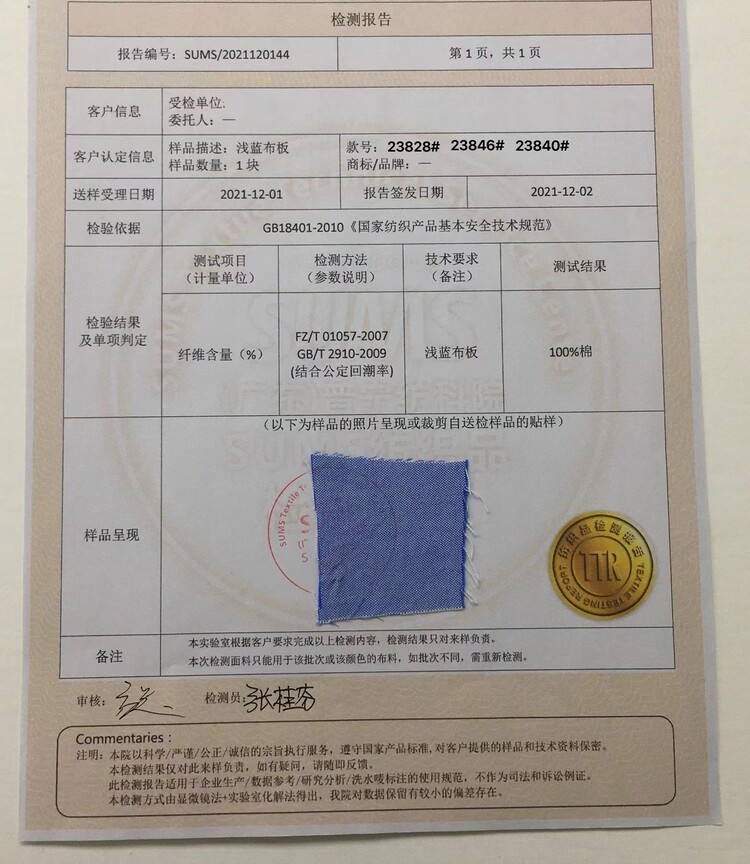 检测报告
报告编号：SUMS/2021120144
第 1 页，共 1 页
客户信息
受检单位.
委托人：—
客户认定信息
样品描述：浅蓝布板
样品数量：1 块
款号：23828# 23846# 23840#
商标/品牌：—
送样受理日期
2021-12-01
报告签发日期
2021-12-02
检验依据
GB18401-2010《国家纺织产品基本安全技术规范》
检验结果
及单项判定
测试项目
（计量单位）
检测方法
（参数说明）
技术要求
（备注）
测试结果
纤维含量（%）
FZ/T 01057-2007
GB/T 2910-2009
(结合公定回潮率)
浅蓝布板
100%棉
（以下为样品的照片呈现或裁剪自送检样品的贴样）
样品呈现
SUMS Textile T
纺织品检测报告
TTR
TEXTILE TESTING REPORT
备注
本实验室根据客户要求完成以上检测内容，检测结果只对来样负责。
本次检测面料只能用于该批次或该颜色的布料，如批次不同，需重新检测。
审核：
检测员：张桂芬
Commentaries：
注明：本院以科学/严谨/公正/诚信的宗旨执行服务，遵守国家产品标准,对客户提供的样品和技术资料保密。
本检测结果仅对此来样负责，如有疑问，请随即反馈。
此检测报告适用于企业生产/数据参考/研究分析/洗水唛标注的使用规范，不作为司法和诉讼例证。
本检测方式由显微镜法+实验室化解法得出，我院对数据保留有较小的偏差存在。